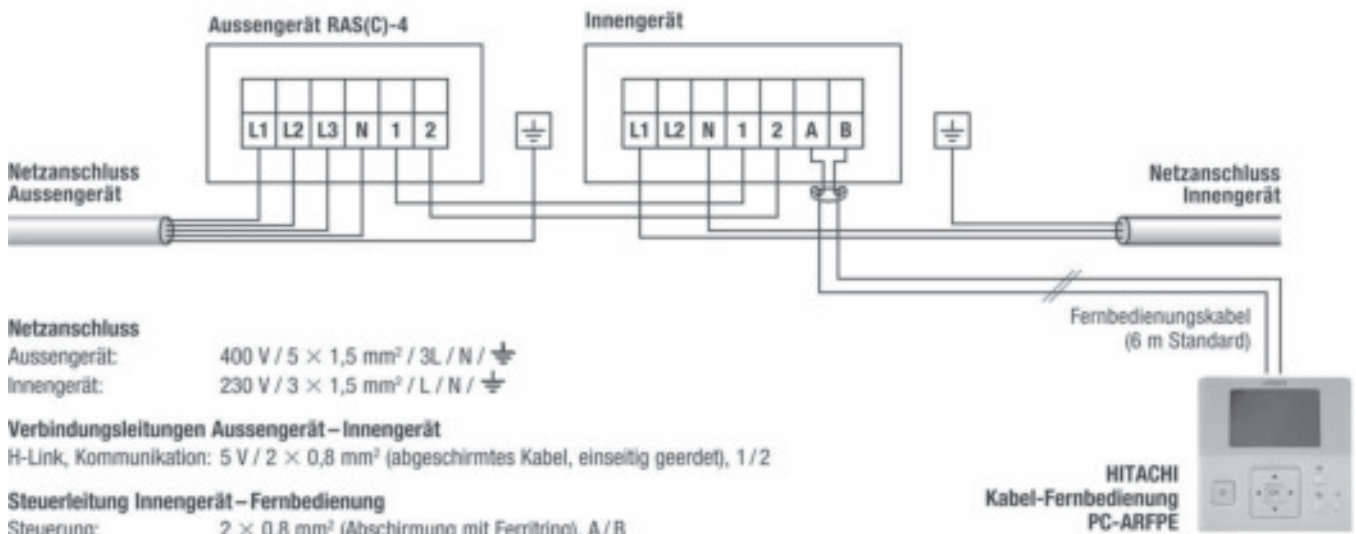 Aussengerät RAS(C)-4
Innengerät
L1 L2 L3 N 1 2
L1 L2 N 1 2 A B
Netzanschluss
Aussengerät
Netzanschluss
Innengerät
Fernbedienungskabel
(6 m Standard)
Netzanschluss
Aussengerät: 400 V / 5 × 1,5 mm² / 3L / N / ⏚
Innengerät: 230 V / 3 × 1,5 mm² / L / N / ⏚
Verbindungsleitungen Aussengerät – Innengerät
H-Link, Kommunikation: 5 V / 2 × 0,8 mm² (abgeschirmtes Kabel, einseitig geerdet), 1 / 2
Steuerleitung Innengerät – Fernbedienung
Steuerung: 2 × 0,8 mm² (Abschirmung mit Ferritring), A / B
HITACHI
Kabel-Fernbedienung
PC-ARFPE